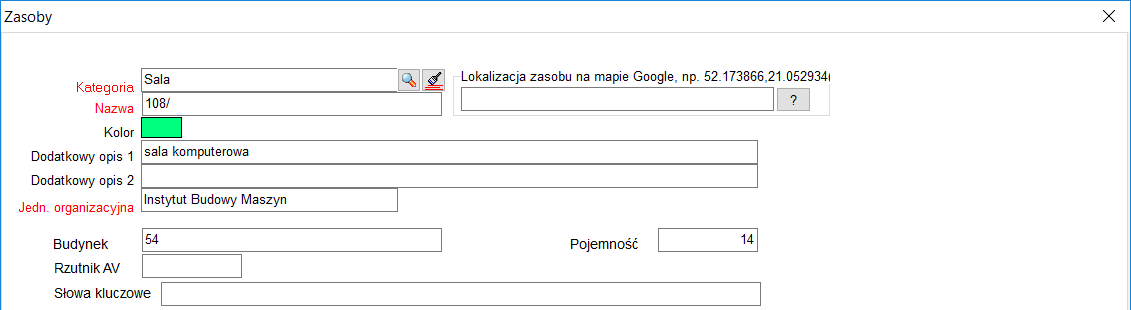 Zasoby
Kategoria Sala
Lokalizacja zasobu na mapie Google, np. 52.173866,21.052934(
Nazwa 108/
?
Kolor
Dodatkowy opis 1 sala komputerowa
Dodatkowy opis 2
Jedn. organizacyjna Instytut Budowy Maszyn
Budynek 54 Pojemność 14
Rzutnik AV
Słowa kluczowe